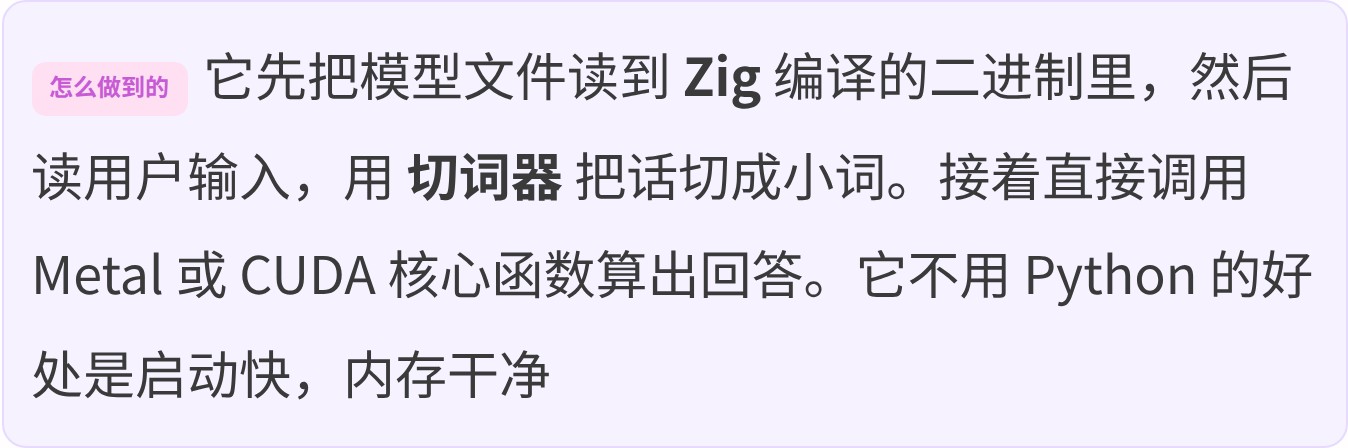 怎么做到的 它先把模型文件读到 Zig 编译的二进制里，然后
读用户输入，用 切词器 把话切成小词。接着直接调用
Metal 或 CUDA 核心函数算出回答。它不用 Python 的好
处是启动快，内存干净